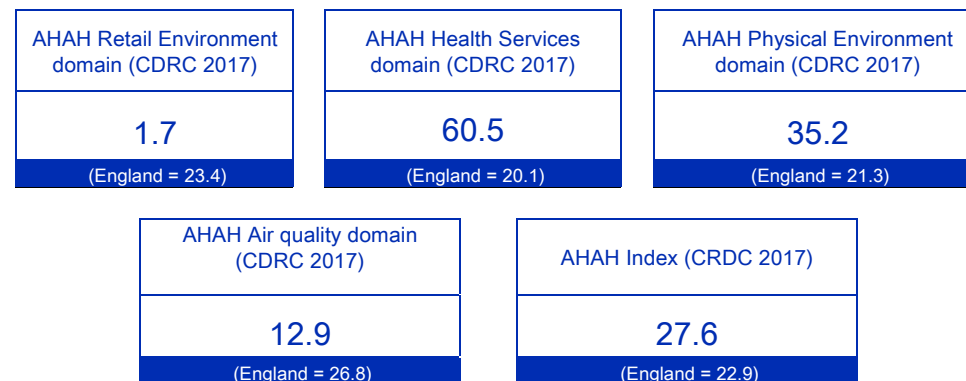 AHAH Retail Environment
domain (CDRC 2017)
1.7
(England = 23.4)
AHAH Health Services
domain (CDRC 2017)
60.5
(England = 20.1)
AHAH Physical Environment
domain (CDRC 2017)
35.2
(England = 21.3)
AHAH Air quality domain
(CDRC 2017)
12.9
(England = 26.8)
AHAH Index (CRDC 2017)
27.6
(England = 22.9)